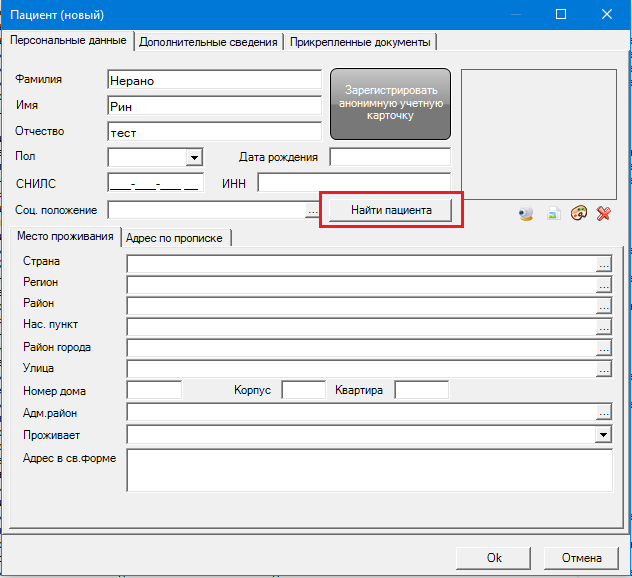 Пациент (новый)
Персональные данные Дополнительные сведения Прикрепленные документы
Фамилия Нерано
Имя Рин
Отчество тест
Зарегистрировать
анонимную учетную
карточку
Пол Дата рождения
СНИЛС ___-___-___ __ ИНН
Соц. положение ... Найти пациента
Место проживания Адрес по прописке
Страна ...
Регион ...
Район ...
Нас. пункт ...
Район города ...
Улица ...
Номер дома Корпус Квартира
Адм.район ...
Проживает
Адрес в св.форме
Ok Отмена